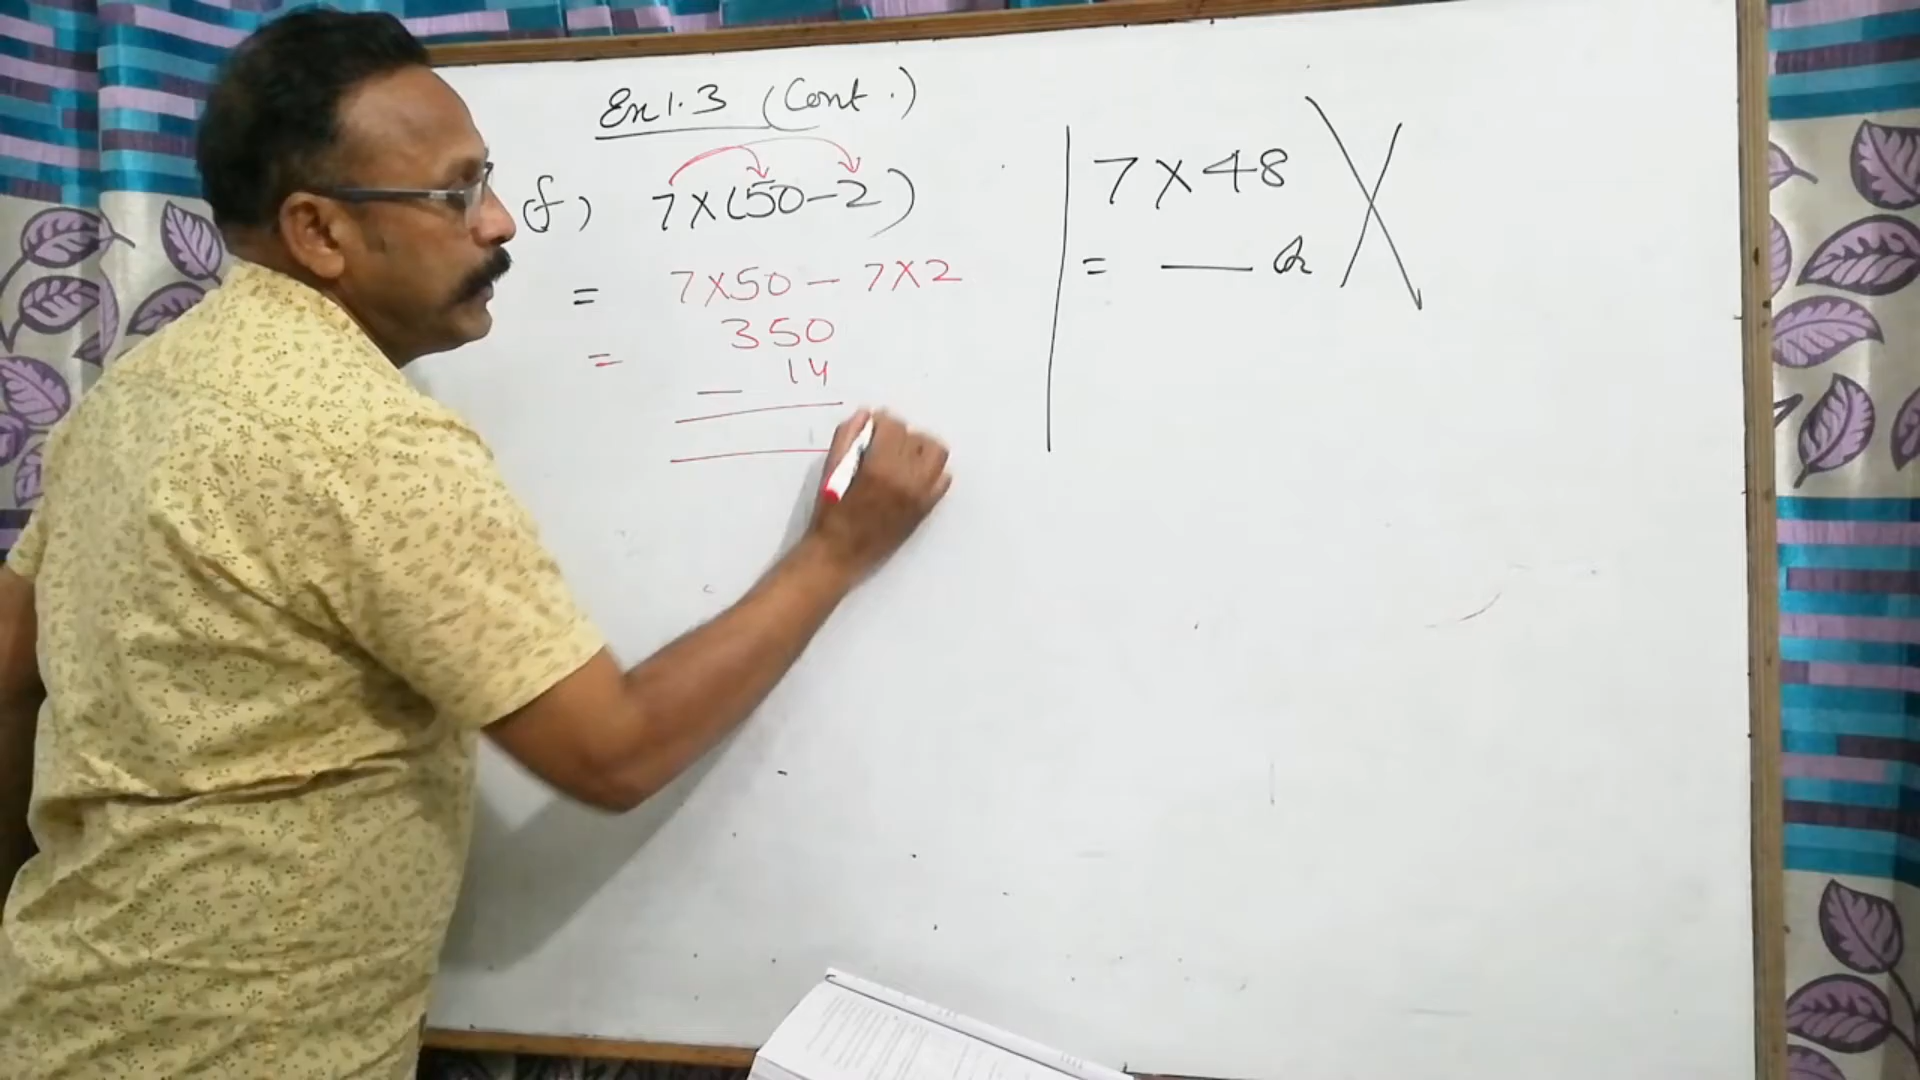 Ex 1.3 (Cont.)
f) 7×(50-2)
= 7×50 - 7×2
= 350
- 14
7×48
=